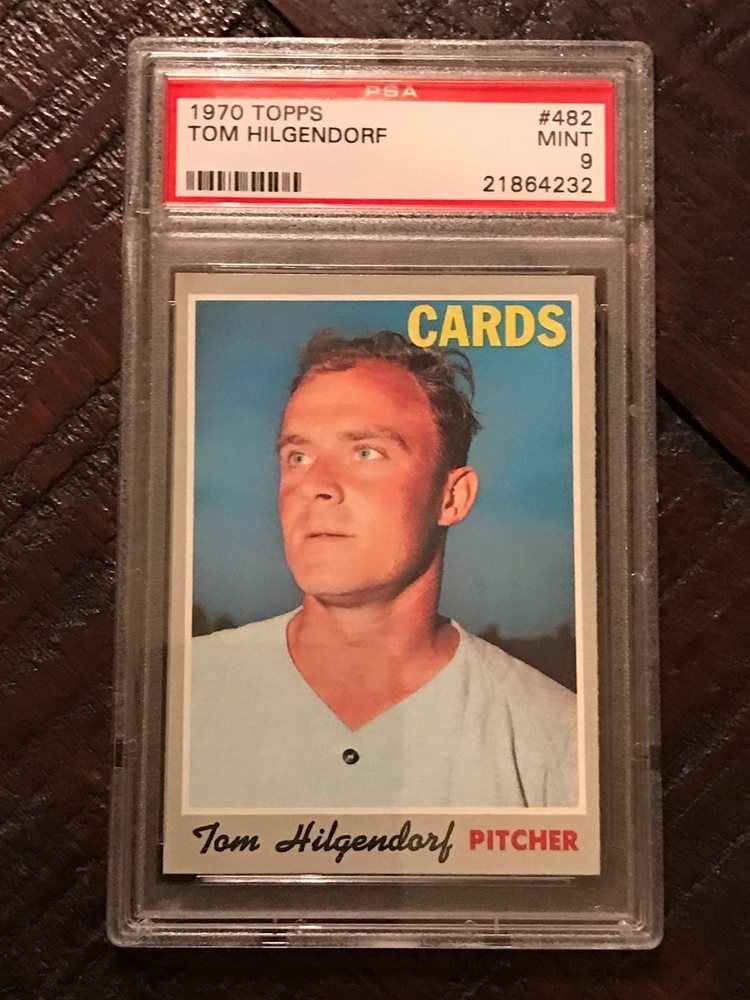 PSA
1970 TOPPS #482
TOM HILGENDORF MINT
9
21864232
CARDS
Tom Hilgendorf PITCHER